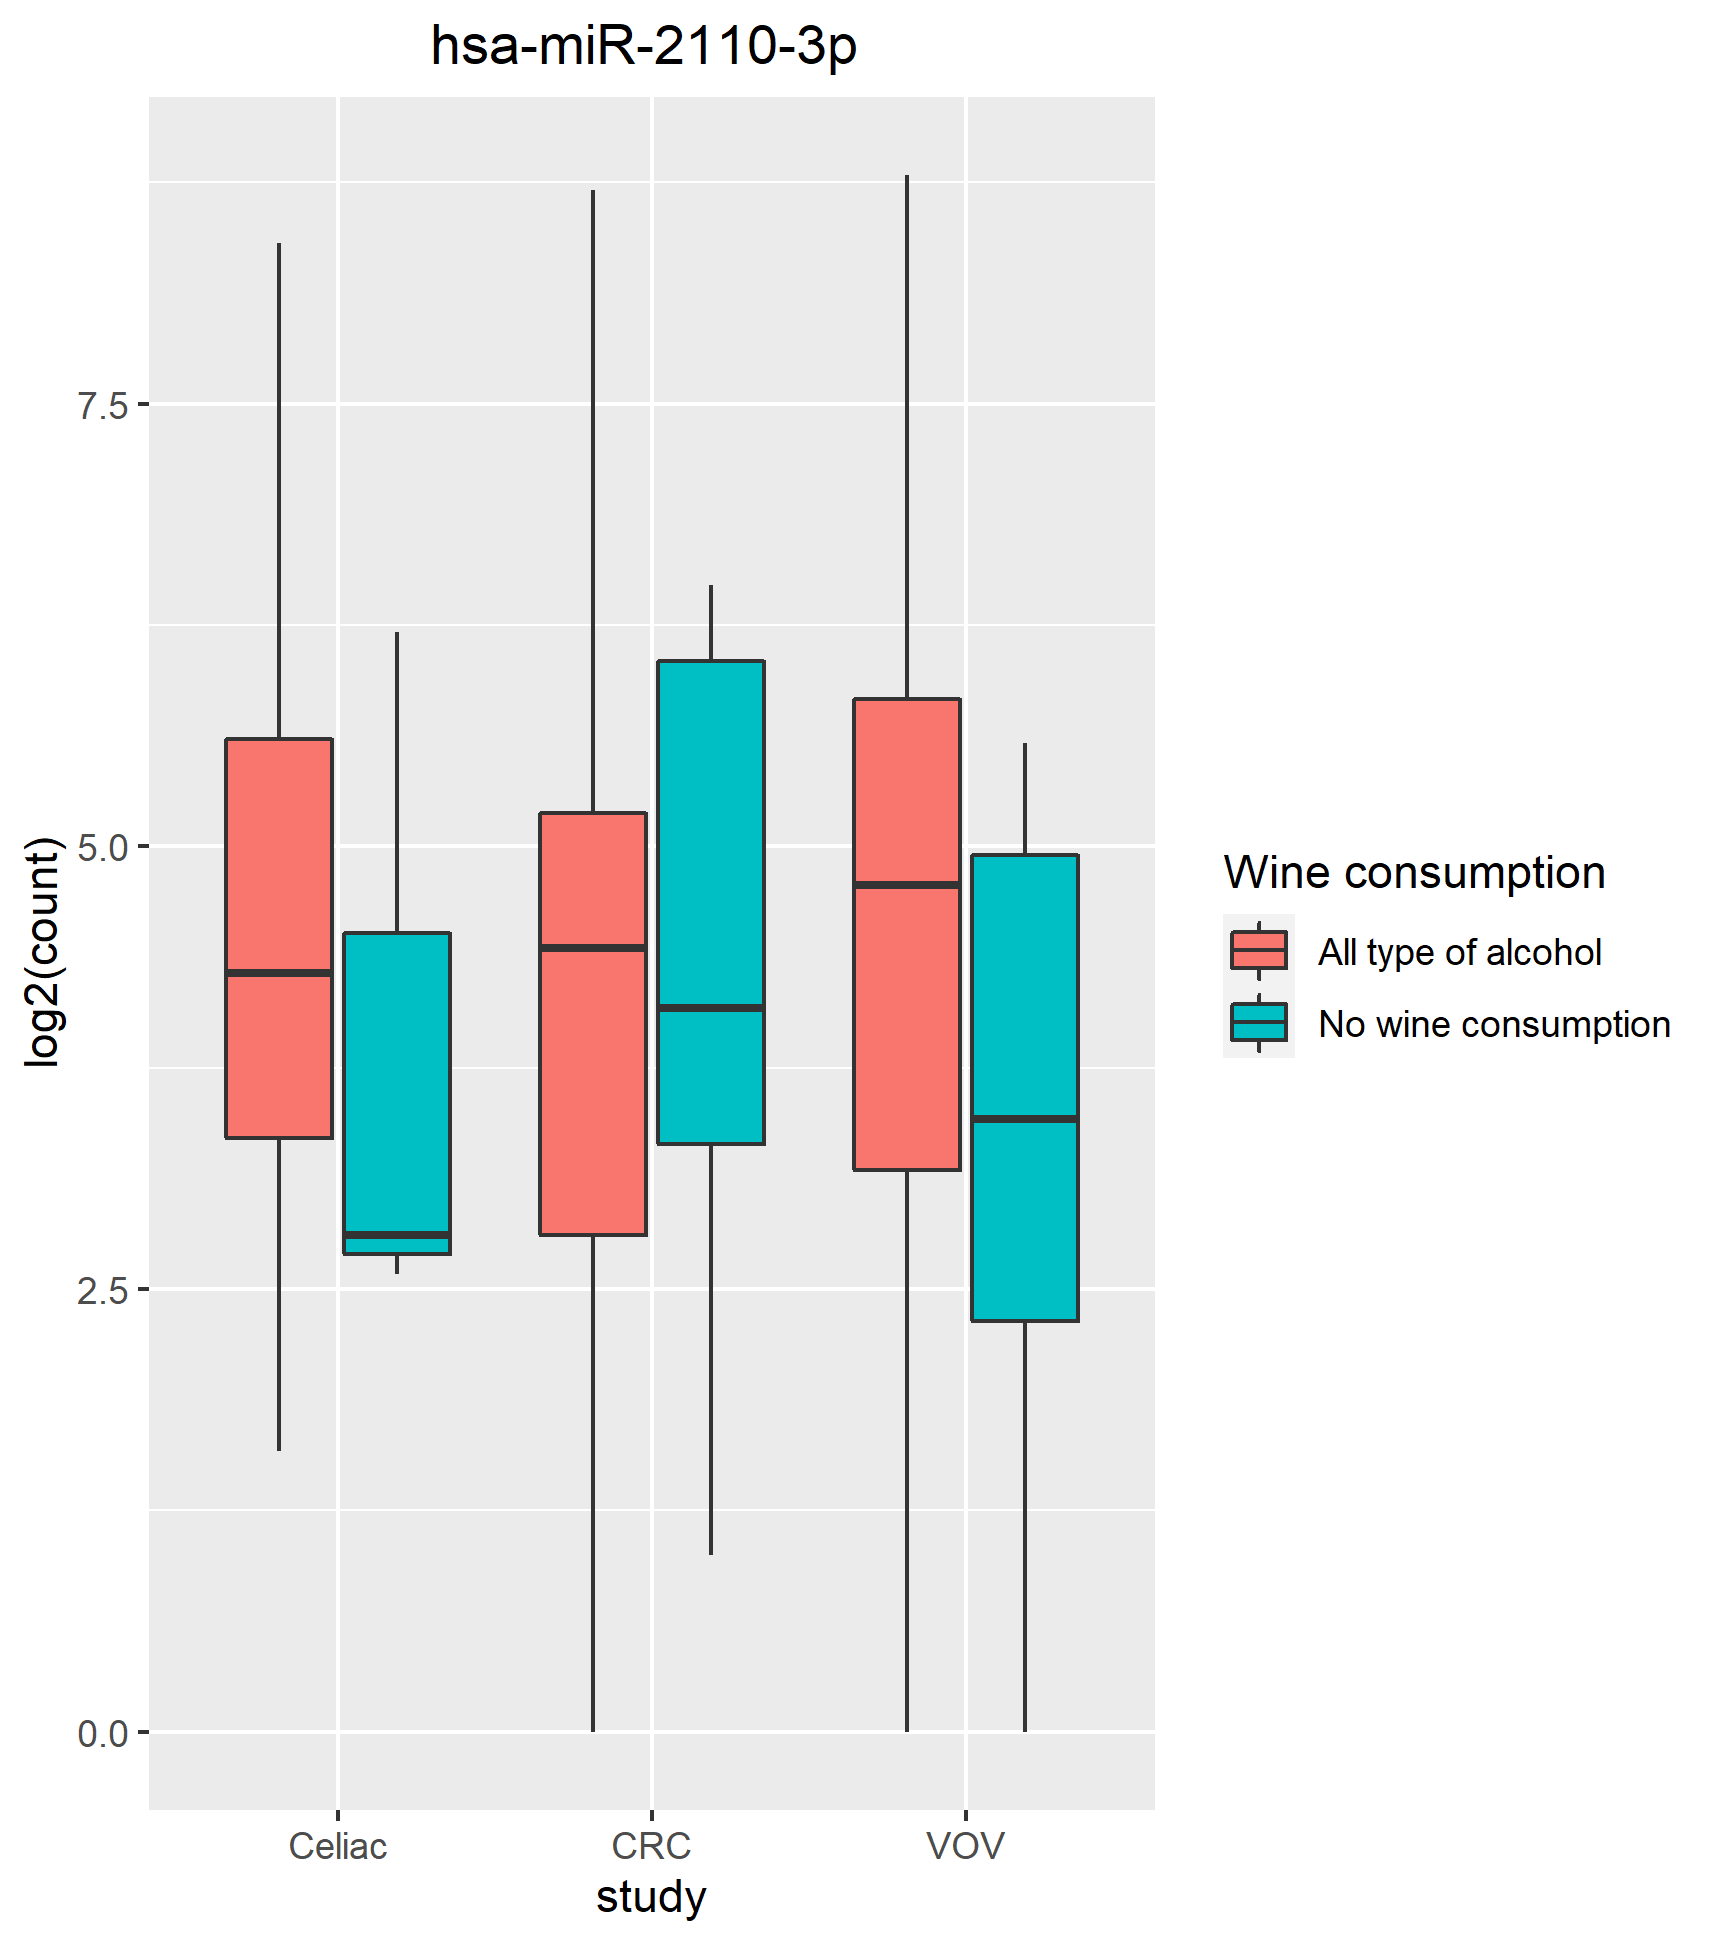 hsa-miR-2110-3p
log2(count)
7.5
5.0
2.5
0.0
Celiac
CRC
VOV
study
Wine consumption
All type of alcohol
No wine consumption